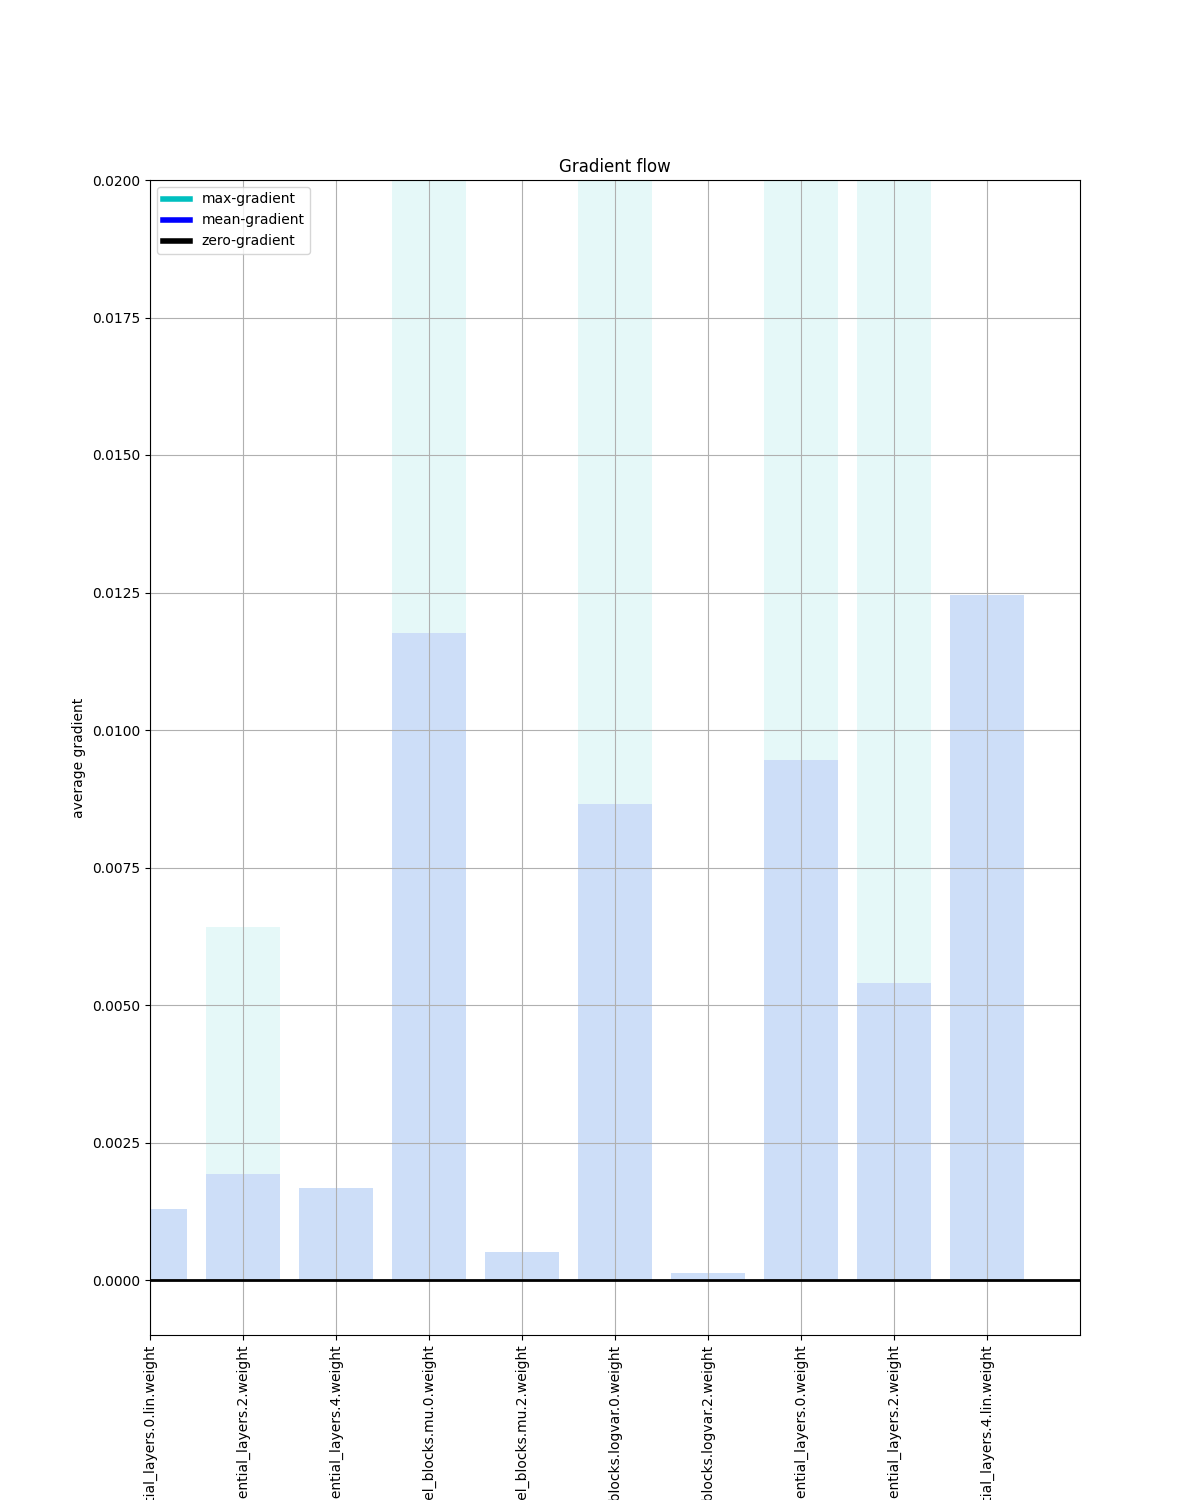 Gradient flow
max-gradient
mean-gradient
zero-gradient
0.0200
0.0175
0.0150
0.0125
0.0100
0.0075
0.0050
0.0025
0.0000
average gradient
tial_layers.0.lin.weight
ential_layers.2.weight
ential_layers.4.weight
el_blocks.mu.0.weight
el_blocks.mu.2.weight
blocks.logvar.0.weight
blocks.logvar.2.weight
ential_layers.0.weight
ential_layers.2.weight
tial_layers.4.lin.weight